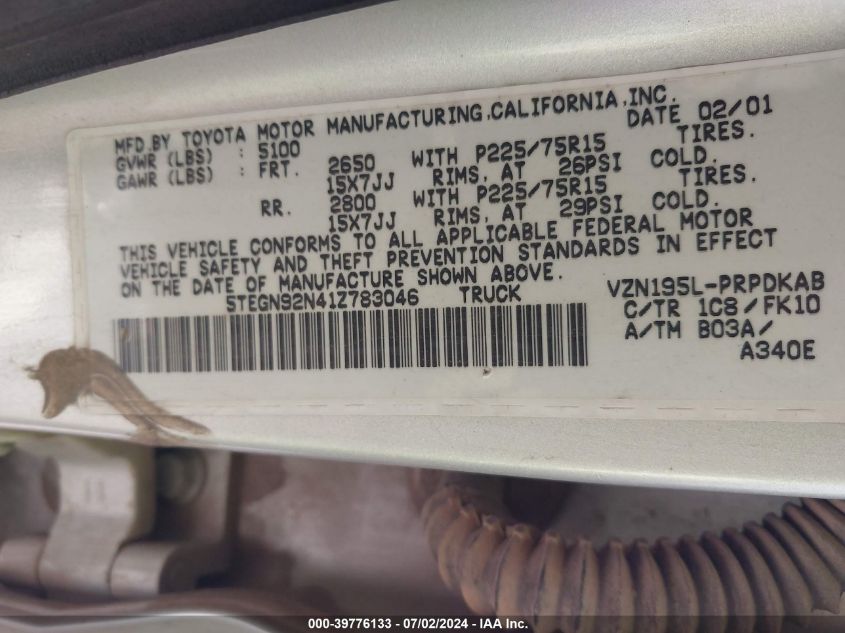 MFD.BY TOYOTA MOTOR MANUFACTURING,CALIFORNIA,INC.
DATE 02/01
GVWR (LBS) : 5100
GAWR (LBS) : FRT. 2650 WITH P225/75R15 TIRES.
15X7JJ RIMS, AT 26PSI COLD.
RR. 2800 WITH P225/75R15 TIRES.
15X7JJ RIMS, AT 29PSI COLD.
THIS VEHICLE CONFORMS TO ALL APPLICABLE FEDERAL MOTOR
VEHICLE SAFETY AND THEFT PREVENTION STANDARDS IN EFFECT
ON THE DATE OF MANUFACTURE SHOWN ABOVE.
5TEGN92N41Z783046 TRUCK
VZN195L-PRPDKAB
C/TR 1C8/FK10
A/TM B03A/
A340E
000-39776133 - 07/02/2024 - IAA Inc.